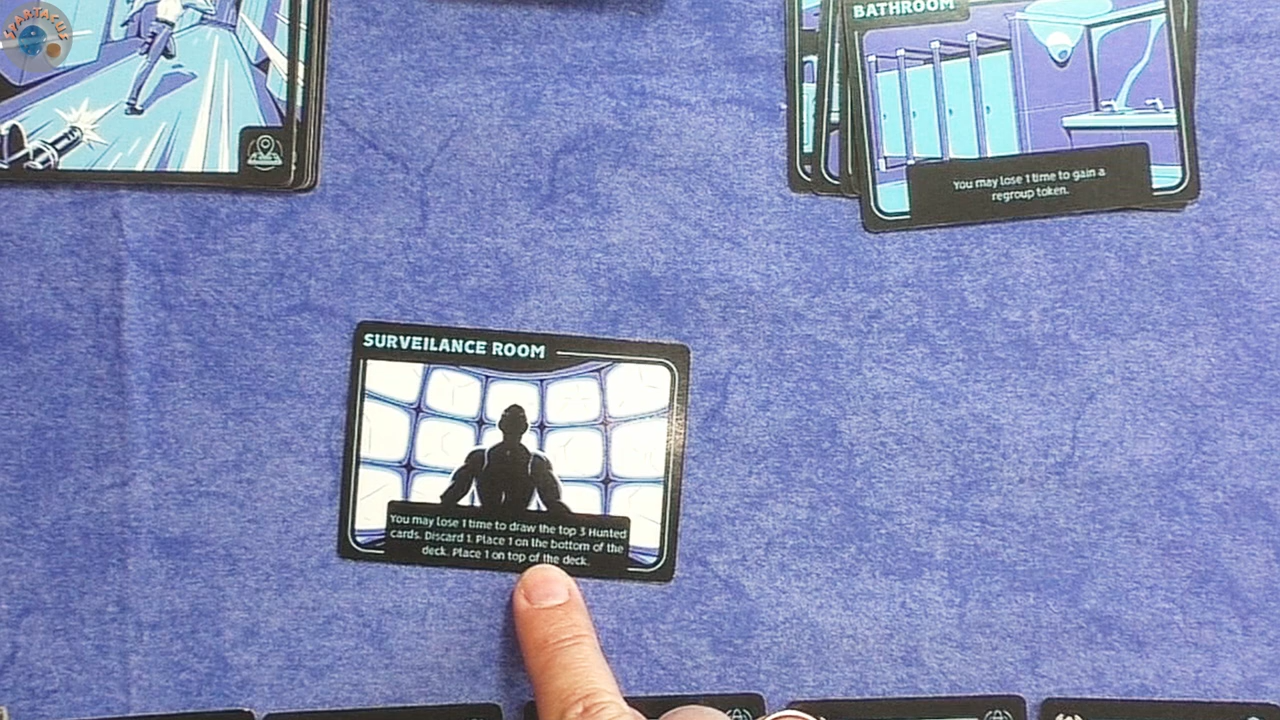 SPARTACUS
BATHROOM
You may lose 1 time to gain a
regroup token.
SURVEILANCE ROOM
You may lose 1 time to draw the top 3 Hunted
cards. Discard 1. Place 1 on the bottom of the
deck. Place 1 on top of the deck.